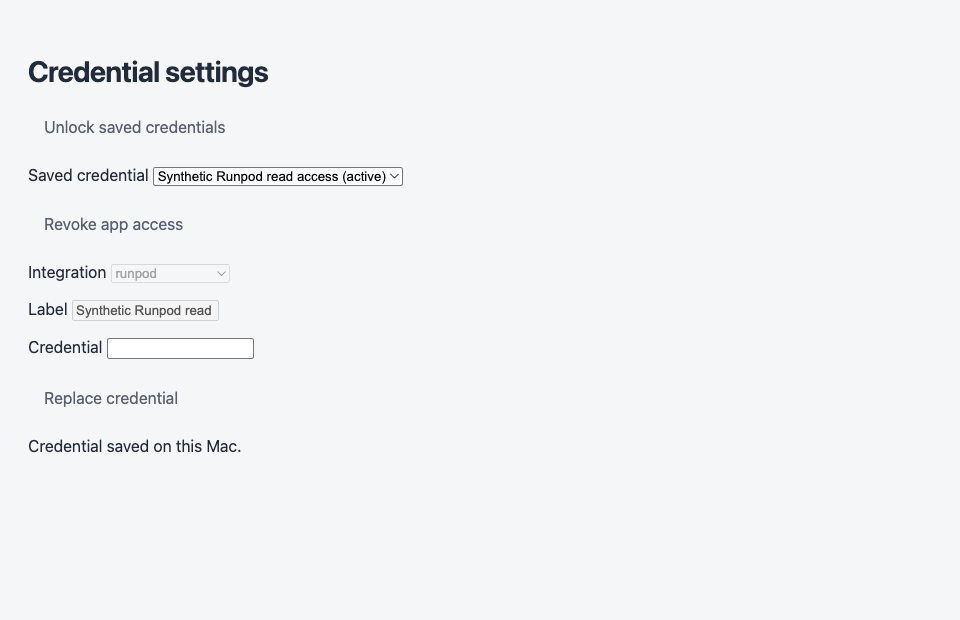 Credential settings
Unlock saved credentials
Saved credential Synthetic Runpod read access (active)
Revoke app access
Integration runpod
Label Synthetic Runpod read
Credential
Replace credential
Credential saved on this Mac.